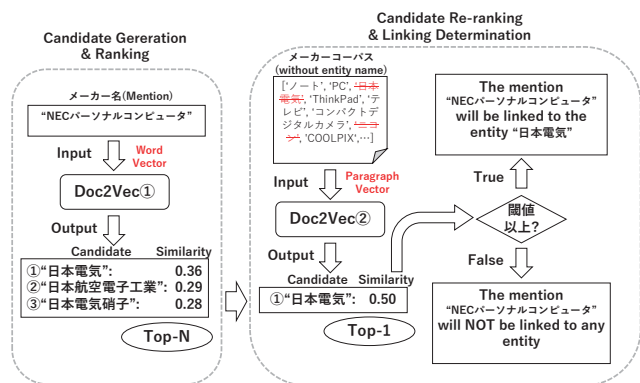 Candidate Gereration
& Ranking
メーカー名(Mention)
“NECパーソナルコンピュータ”
Input
Word
Vector
Doc2Vec①
Output
Candidate Similarity
①“日本電気”: 0.36
②“日本航空電子工業”: 0.29
③“日本電気硝子”: 0.28
Top-N
Candidate Re-ranking
& Linking Determination
メーカーコーパス
(without entity name)
[‘ノート’, ‘PC’, ‘日本
電気’, ‘ThinkPad’, ‘テ
レビ’, ‘コンパクトデ
ジタルカメラ’, ‘ニコ
ン’, ‘COOLPIX’,…]
Input
Paragraph
Vector
Doc2Vec②
Output
Candidate Similarity
①“日本電気”: 0.50
Top-1
The mention
“NECパーソナルコンピュータ”
will be linked to the
entity “日本電気”
True
閾値
以上?
False
The mention
“NECパーソナルコンピュータ”
will NOT be linked to any
entity